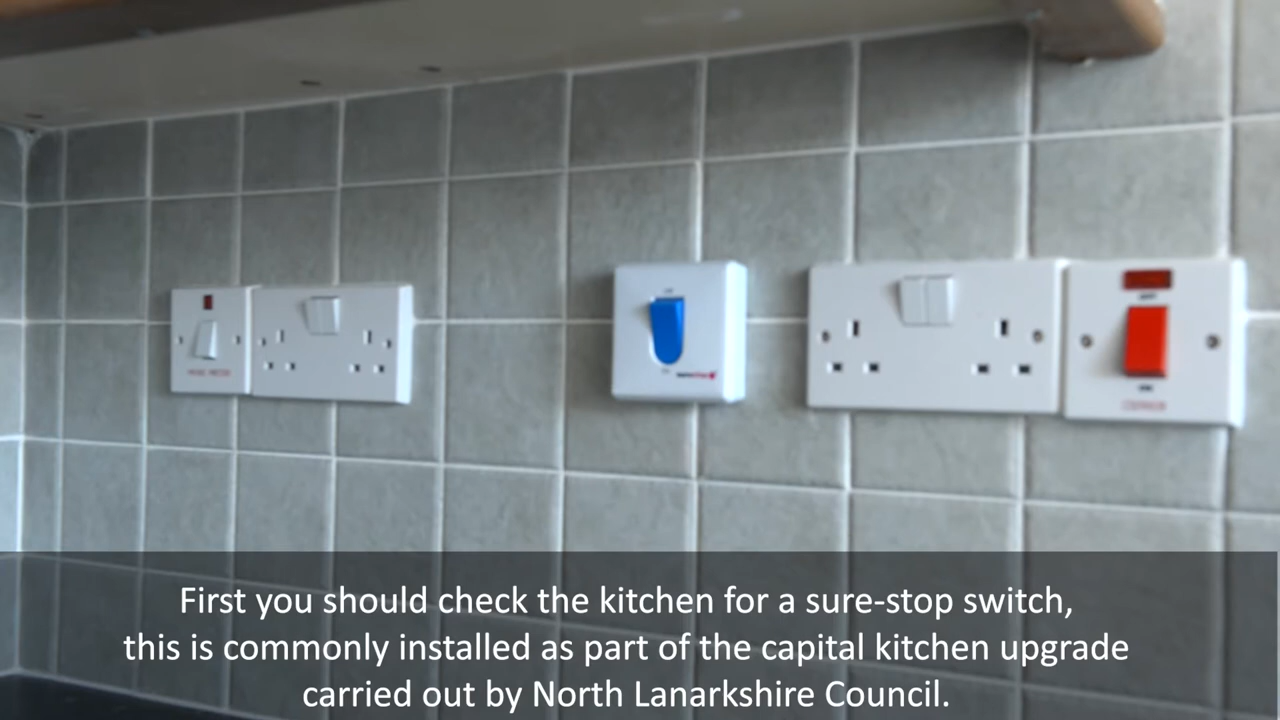 First you should check the kitchen for a sure-stop switch,
this is commonly installed as part of the capital kitchen upgrade
carried out by North Lanarkshire Council.